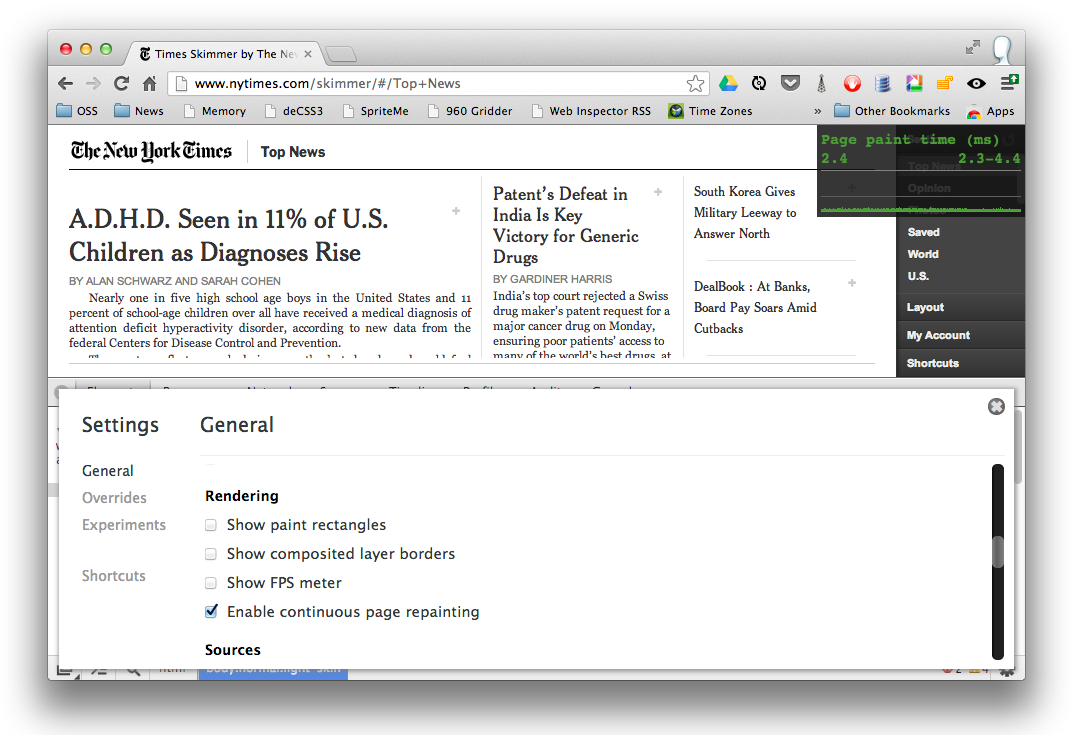 Times Skimmer by The Ne
www.nytimes.com/skimmer/#/Top+News
OSS
News
Memory
deCSS3
SpriteMe
960 Gridder
Web Inspector RSS
Time Zones
»
Other Bookmarks
Apps
The New York Times
Top News
Page paint time (ms)
2.4 2.3-4.4
Top News
Opinion
Saved
World
U.S.
Layout
My Account
Shortcuts
A.D.H.D. Seen in 11% of U.S.
Children as Diagnoses Rise
BY ALAN SCHWARZ AND SARAH COHEN
Nearly one in five high school age boys in the United States and 11
percent of school-age children over all have received a medical diagnosis of
attention deficit hyperactivity disorder, according to new data from the
federal Centers for Disease Control and Prevention.
Patent's Defeat in
India Is Key
Victory for Generic
Drugs
BY GARDINER HARRIS
India's top court rejected a Swiss
drug maker's patent request for a
major cancer drug on Monday,
ensuring poor patients' access to
many of the world's best drugs, at
South Korea Gives
Military Leeway to
Answer North
DealBook : At Banks,
Board Pay Soars Amid
Cutbacks
Settings
General
Overrides
Experiments
Shortcuts
General
Rendering
Show paint rectangles
Show composited layer borders
Show FPS meter
Enable continuous page repainting
Sources
html
body.normal.light-skin
2